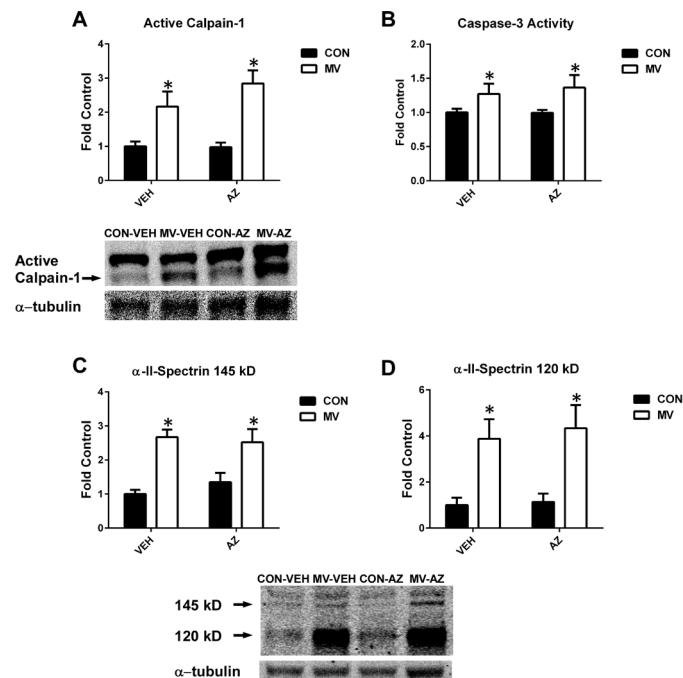 A
Active Calpain-1
4
3
2
1
0
Fold Control
VEH
AZ
CON
MV
*
*
B
Caspase-3 Activity
2.0
1.5
1.0
0.5
0.0
Fold Control
VEH
AZ
CON
MV
*
*
CON-VEH MV-VEH CON-AZ MV-AZ
Active
Calpain-1
α–tubulin
C
α-II-Spectrin 145 kD
4
3
2
1
0
Fold Control
VEH
AZ
CON
MV
*
*
D
α-II-Spectrin 120 kD
6
4
2
0
Fold Control
VEH
AZ
CON
MV
*
*
CON-VEH MV-VEH CON-AZ MV-AZ
145 kD
120 kD
α–tubulin